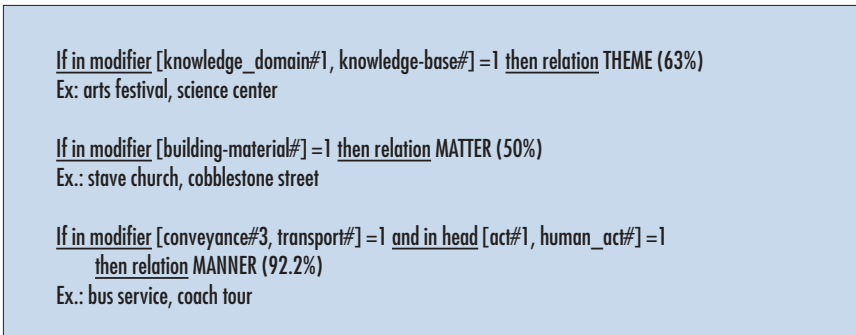 If in modifier [knowledge_domain#1, knowledge-base#] =1 then relation THEME (63%)
Ex: arts festival, science center
If in modifier [building-material#] =1 then relation MATTER (50%)
Ex.: stave church, cobblestone street
If in modifier [conveyance#3, transport#] =1 and in head [act#1, human_act#] =1
then relation MANNER (92.2%)
Ex.: bus service, coach tour